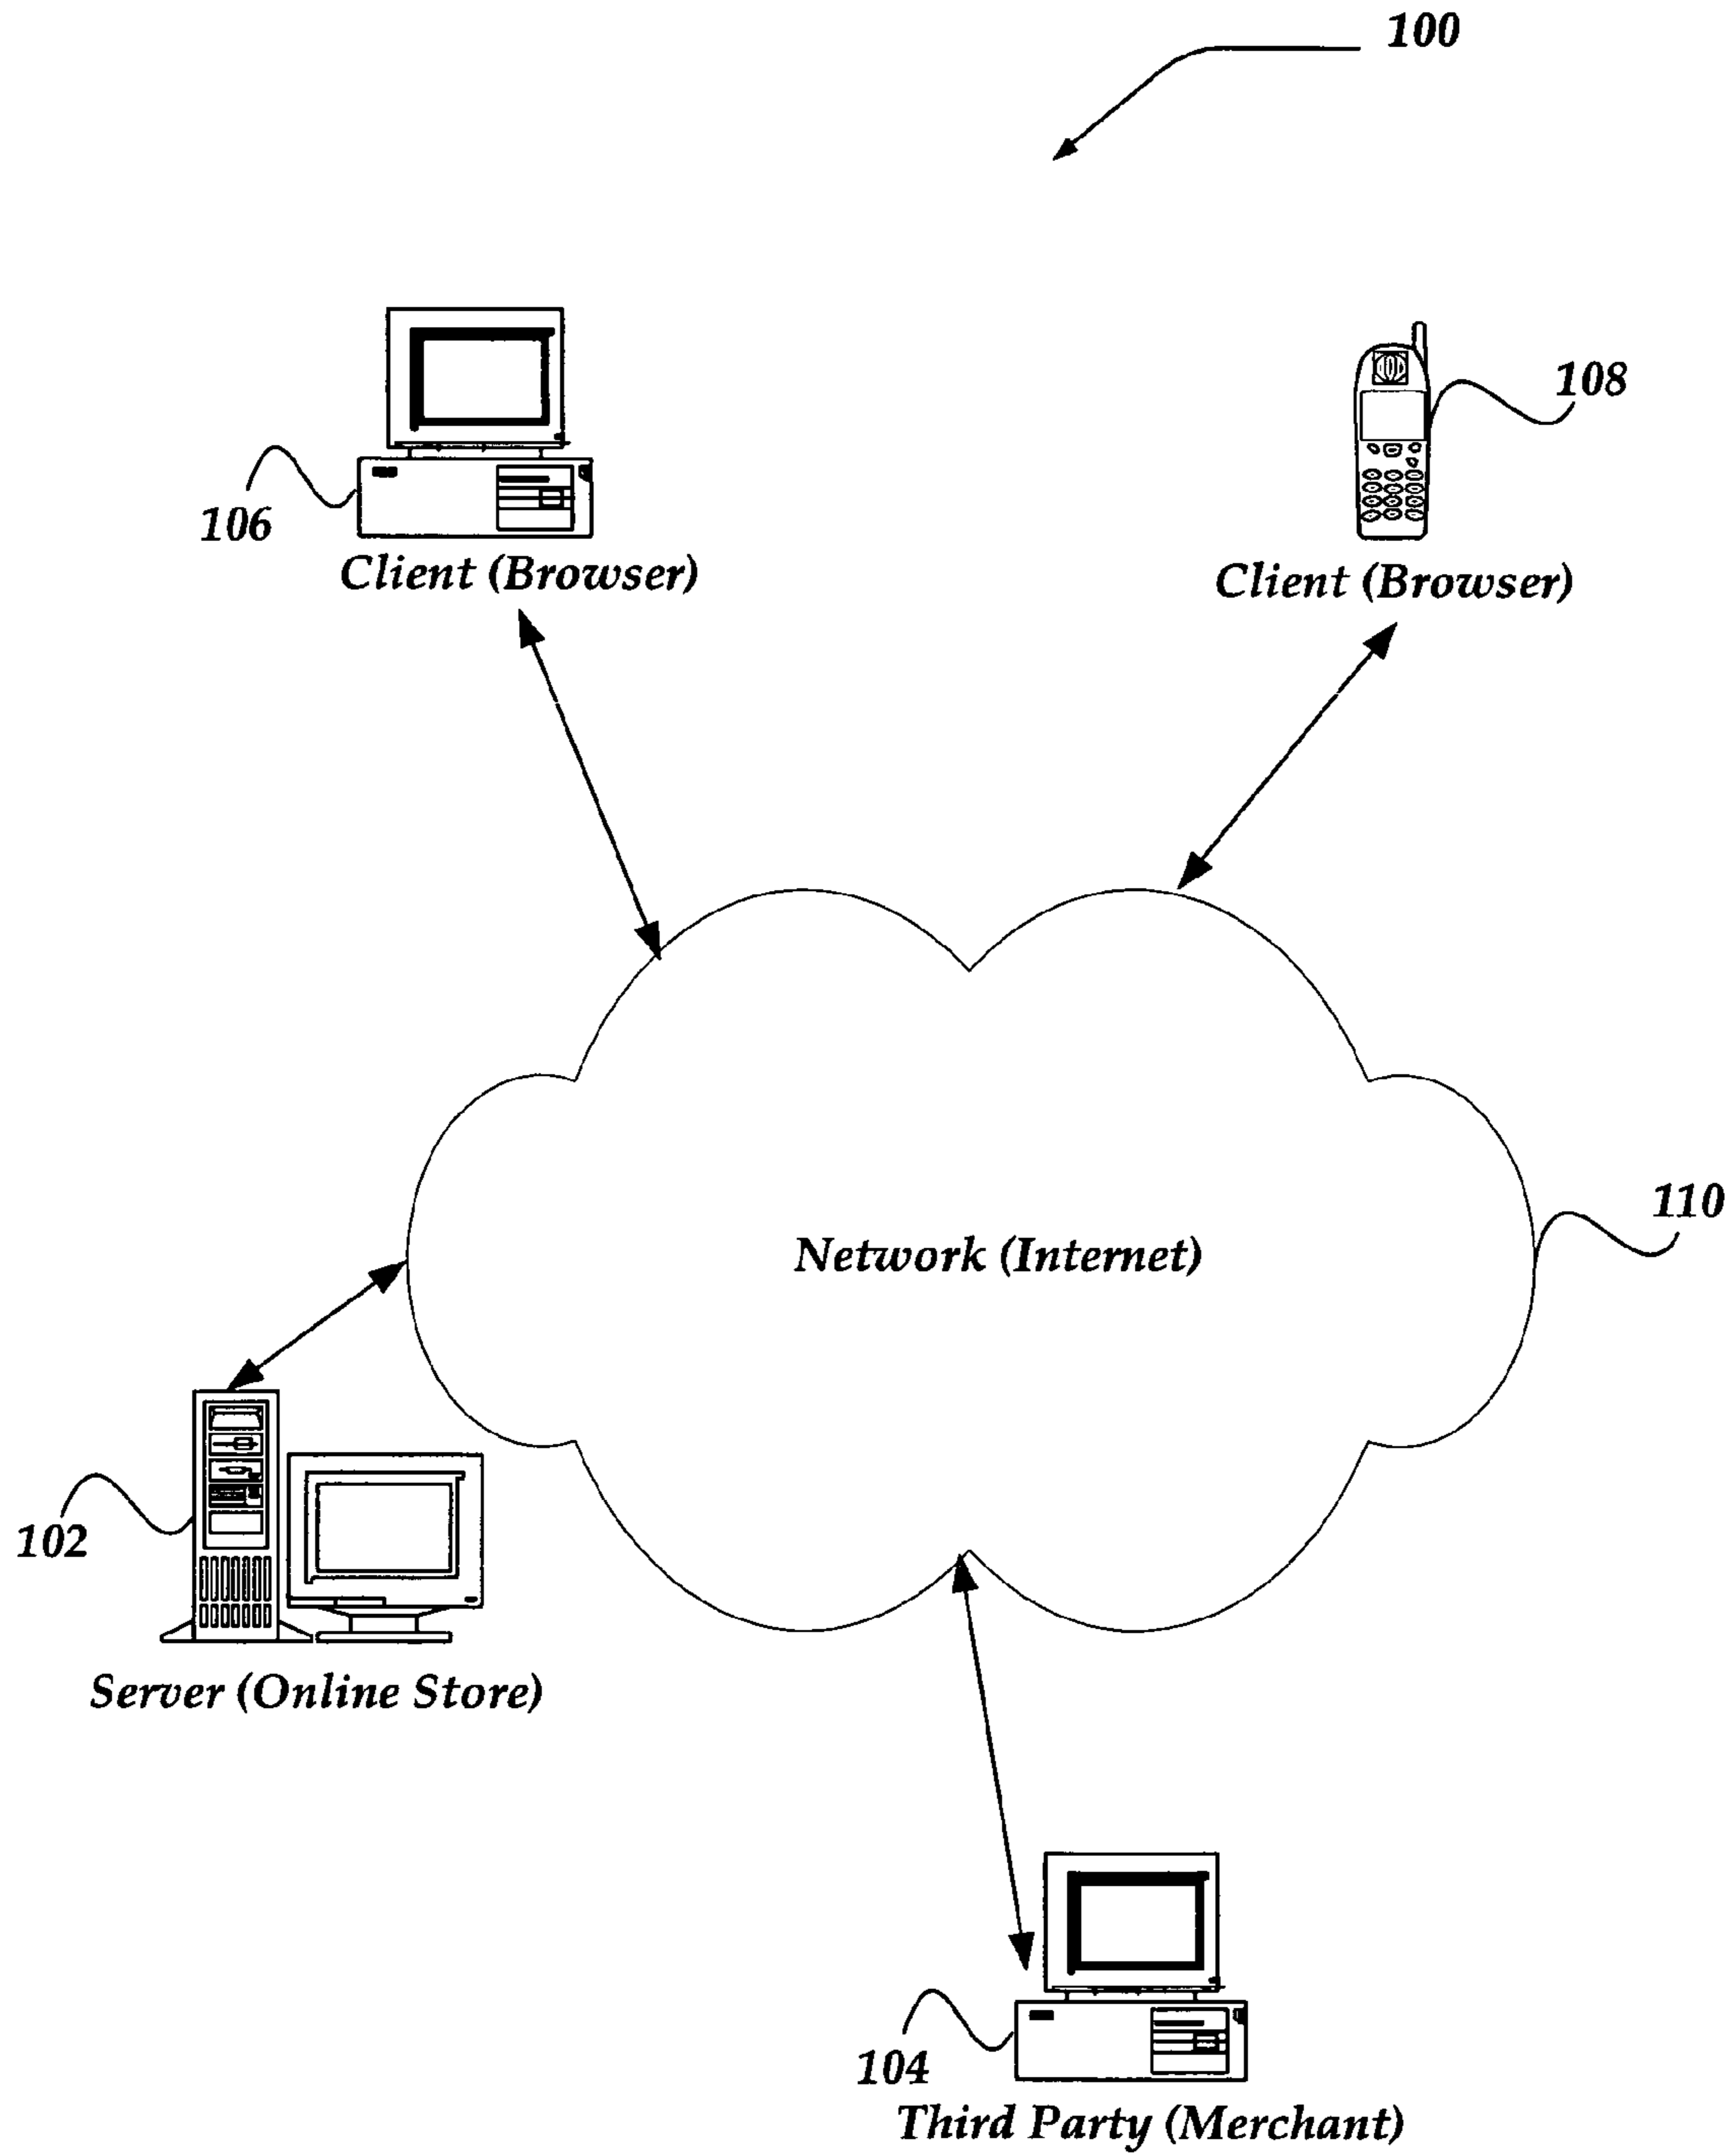 100
108
106
Client (Browser)
Client (Browser)
110
Network (Internet)
102
Server (Online Store)
104
Third Party (Merchant)